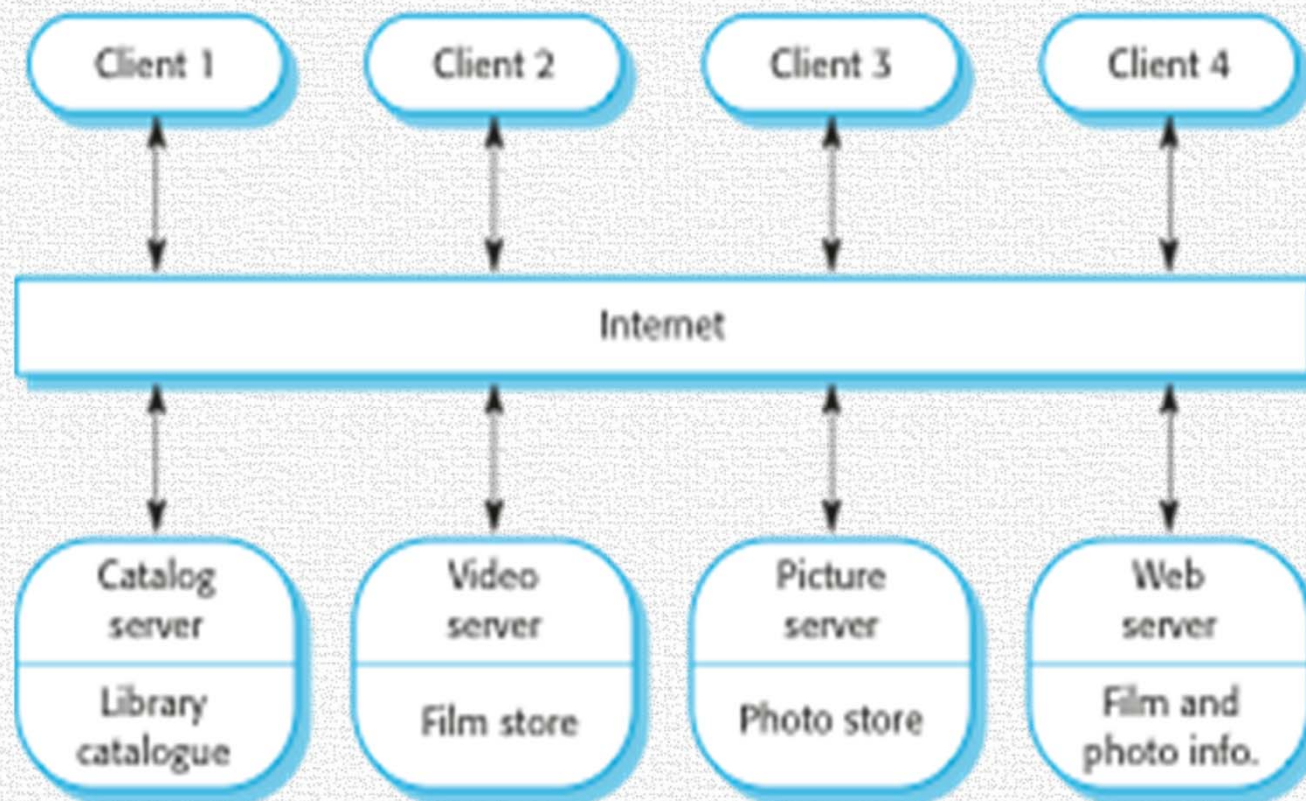 Client 1
Client 2
Client 3
Client 4
Internet
Catalog
server
Library
catalogue
Video
server
Film store
Picture
server
Photo store
Web
server
Film and
photo info.